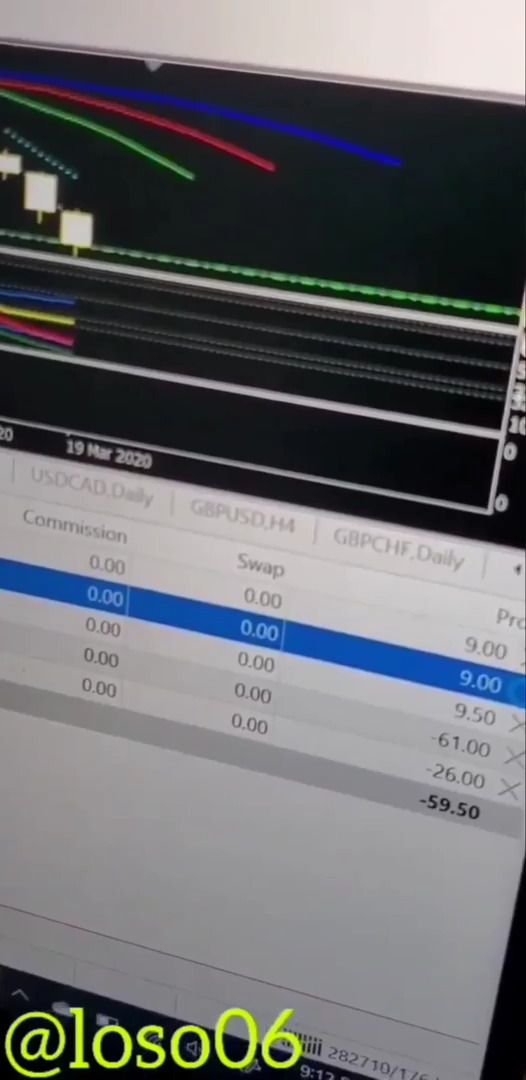 19 Mar 2020
USDCAD,Daily | GBPUSD,H4 | GBPCHF,Daily
Commission Swap
0.00 0.00 9.00
0.00 0.00 9.00
0.00 0.00 9.50
0.00 0.00 -61.00
0.00 0.00 -26.00
-59.50
@loso06